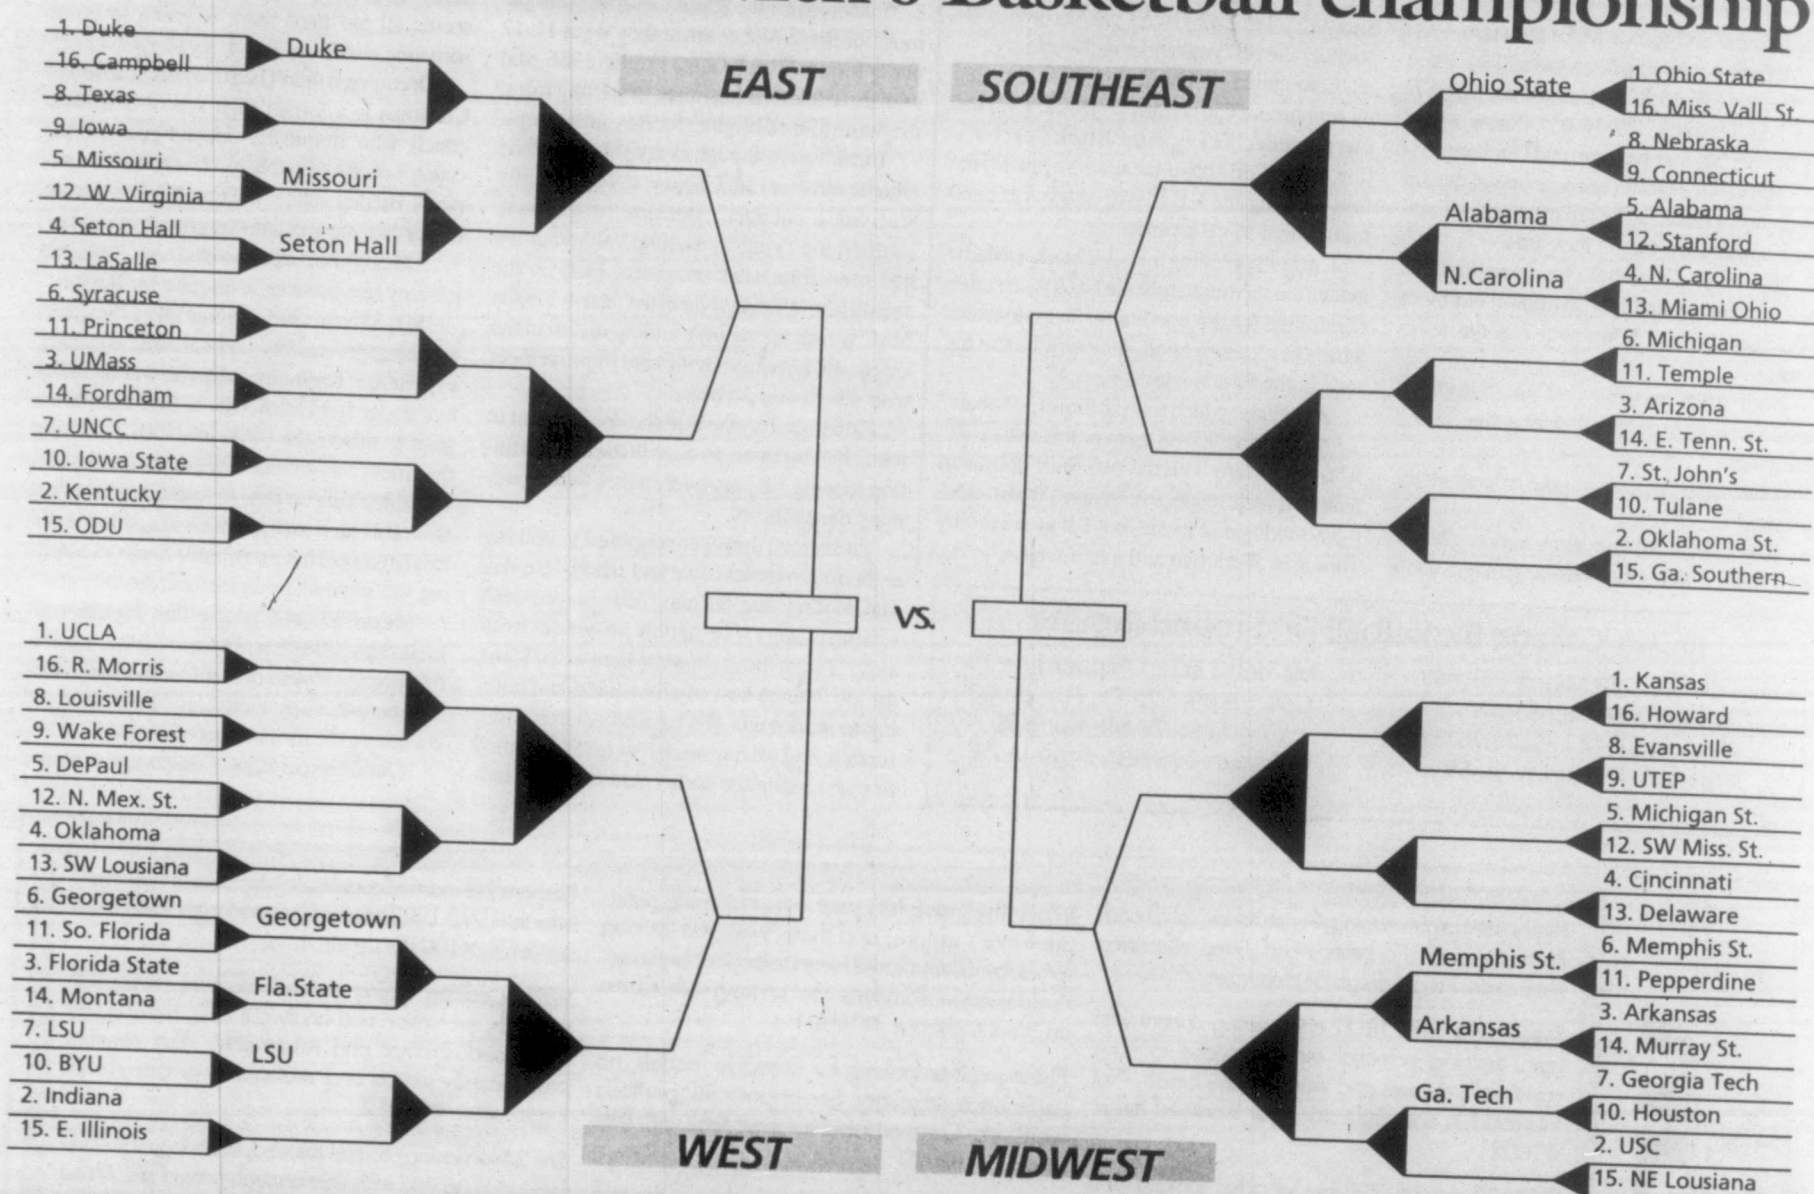 Men's Basketball championship
EAST
1. Duke
16. Campbell
8. Texas
9. Iowa
5. Missouri
12. W. Virginia
4. Seton Hall
13. LaSalle
6. Syracuse
11. Princeton
3. UMass
14. Fordham
7. UNCC
10. Iowa State
2. Kentucky
15. ODU
Duke
Missouri
Seton Hall
SOUTHEAST
Ohio State
Alabama
N.Carolina
1. Ohio State
16. Miss. Vall. St.
8. Nebraska
9. Connecticut
5. Alabama
12. Stanford
4. N. Carolina
13. Miami Ohio
6. Michigan
11. Temple
3. Arizona
14. E. Tenn. St.
7. St. John's
10. Tulane
2. Oklahoma St.
15. Ga. Southern
VS.
1. UCLA
16. R. Morris
8. Louisville
9. Wake Forest
5. DePaul
12. N. Mex. St.
4. Oklahoma
13. SW Lousiana
6. Georgetown
11. So. Florida
3. Florida State
14. Montana
7. LSU
10. BYU
2. Indiana
15. E. Illinois
Georgetown
Fla.State
LSU
WEST
1. Kansas
16. Howard
8. Evansville
9. UTEP
5. Michigan St.
12. SW Miss. St.
4. Cincinnati
13. Delaware
6. Memphis St.
11. Pepperdine
3. Arkansas
14. Murray St.
7. Georgia Tech
10. Houston
2. USC
15. NE Lousiana
Memphis St.
Arkansas
Ga. Tech
MIDWEST